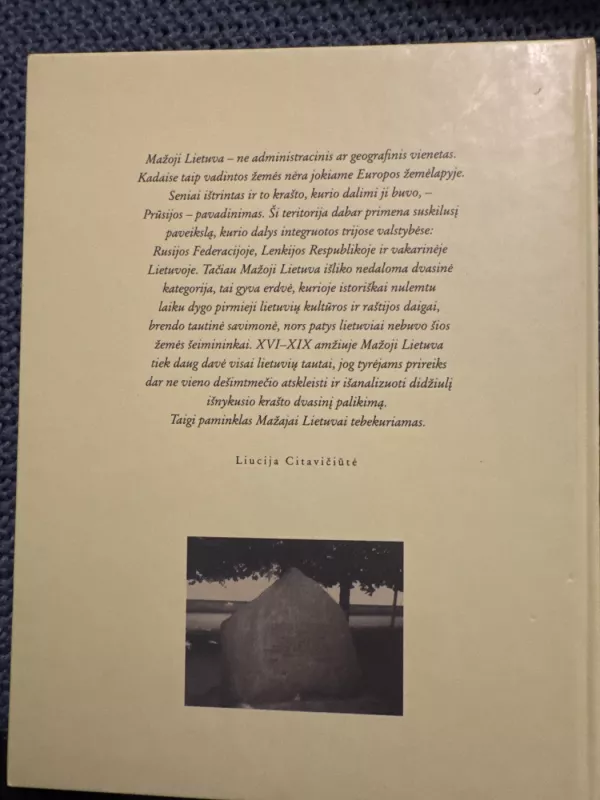 Mažoji Lietuva – ne administracinis ar geografinis vienetas.
Kadaise taip vadintos žemės nėra jokiame Europos žemėlapyje.
Seniai ištrintas ir to krašto, kurio dalimi ji buvo, –
Prūsijos – pavadinimas. Ši teritorija dabar primena suskilusį
paveikslą, kurio dalys integruotos trijose valstybėse:
Rusijos Federacijoje, Lenkijos Respublikoje ir vakarinėje
Lietuvoje. Tačiau Mažoji Lietuva išliko nedaloma dvasinė
kategorija, tai gyva erdvė, kurioje istoriškai nulemtu
laiku dygo pirmieji lietuvių kultūros ir raštijos daigai,
brendo tautinė savimonė, nors patys lietuviai nebuvo šios
žemės šeimininkai. XVI–XIX amžiuje Mažoji Lietuva
tiek daug davė visai lietuvių tautai, jog tyrėjams prireiks
dar ne vieno dešimtmečio atskleisti ir išanalizuoti didžiulį
išnykusio krašto dvasinį palikimą.
Taigi paminklas Mažajai Lietuvai tebekuriamas.
Liucija Citavičiūtė